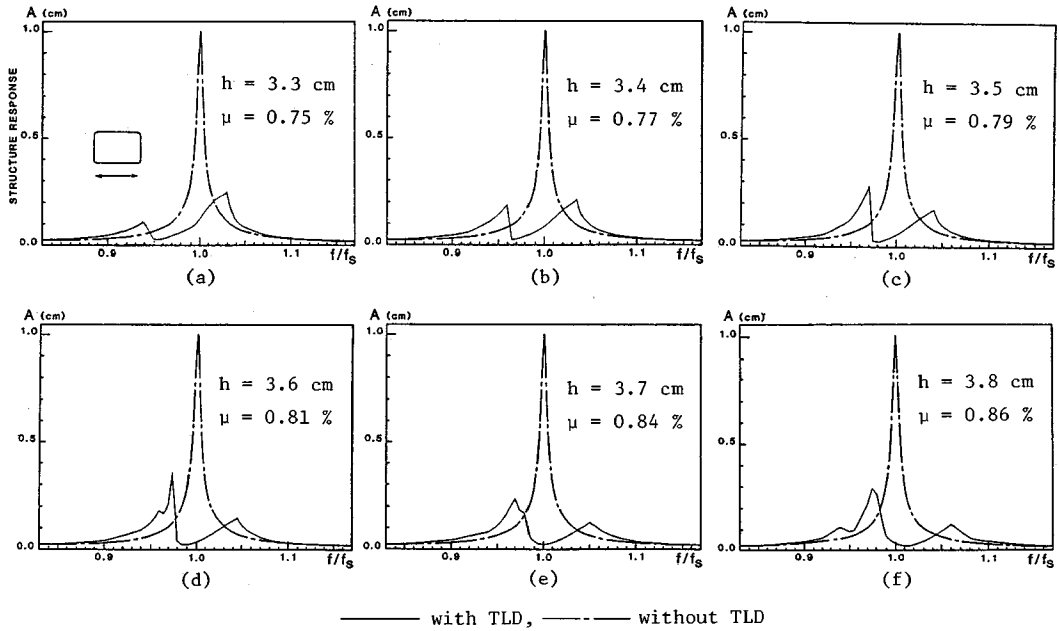 A (cm)
STRUCTURE RESPONSE
1.0
0.5
0.0
h = 3.3 cm
μ = 0.75 %
0.9 1.0 1.1 f/fs
(a)
A (cm)
1.0
0.5
0.0
h = 3.4 cm
μ = 0.77 %
0.9 1.0 1.1 f/fs
(b)
A (cm)
1.0
0.5
0.0
h = 3.5 cm
μ = 0.79 %
0.9 1.0 1.1 f/fs
(c)
A (cm)
1.0
0.5
0.0
h = 3.6 cm
μ = 0.81 %
0.9 1.0 1.1 f/fs
(d)
A (cm)
1.0
0.5
0.0
h = 3.7 cm
μ = 0.84 %
0.9 1.0 1.1 f/fs
(e)
A (cm)
1.0
0.5
0.0
h = 3.8 cm
μ = 0.86 %
0.9 1.0 1.1 f/fs
(f)
with TLD, without TLD